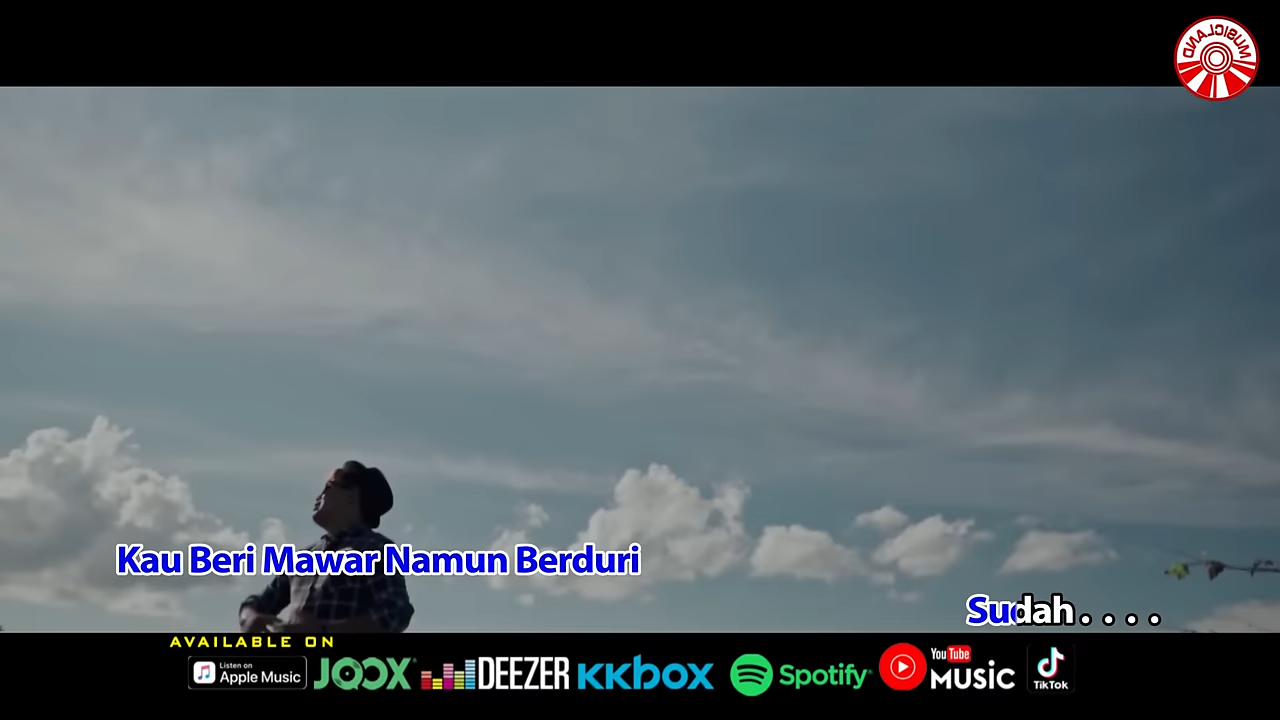 MUSICLAND
Kau Beri Mawar Namun Berduri
Sudah . . . .
AVAILABLE ON
Listen on
Apple Music
JOOX
DEEZER
KKBOX
Spotify
YouTube
MUSIC
TikTok